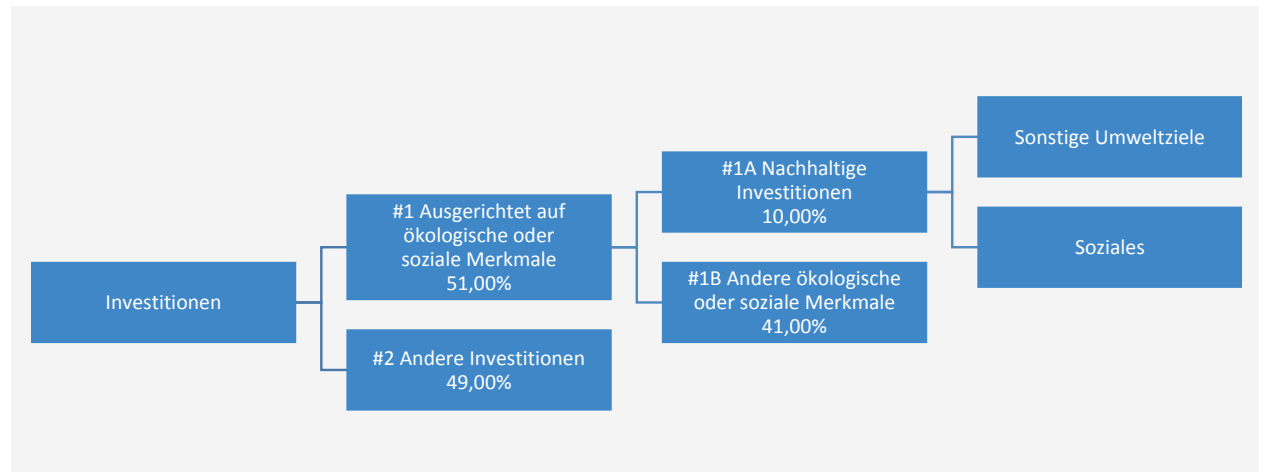 Investitionen
#1 Ausgerichtet auf
ökologische oder
soziale Merkmale
51,00%
#2 Andere Investitionen
49,00%
#1A Nachhaltige
Investitionen
10,00%
#1B Andere ökologische
oder soziale Merkmale
41,00%
Sonstige Umweltziele
Soziales